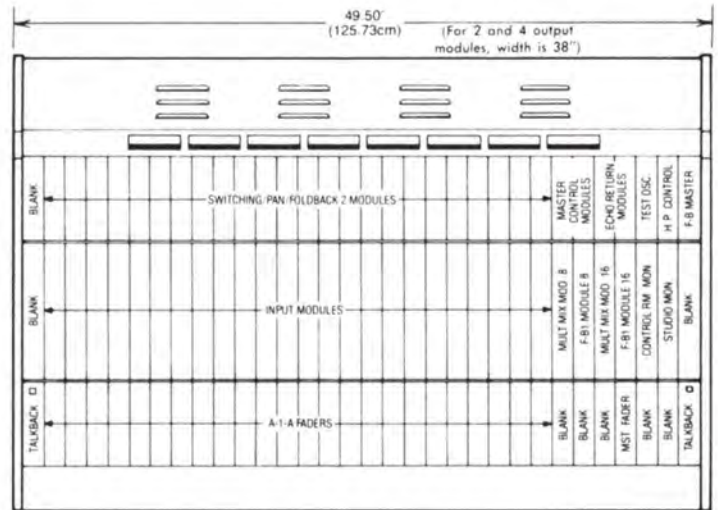 49.50"
(125.73cm)
(For 2 and 4 output
modules, width is 38")
BLANK
SWITCHING/PAN/FOLDBACK 2 MODULES
MASTER
CONTROL
MODULES
ECHO RETURN
MODULES
TEST OSC.
H P CONTROL
F-B MASTER
BLANK
INPUT MODULES
MULT MIX MOD. 8
F-B1 MODULE 8
MULT MIX MOD. 16
F-B1 MODULE 16
CONTROL RM. MON
STUDIO MON
BLANK
TALKBACK
A-1-A FADERS
BLANK
BLANK
BLANK
MST FADER
BLANK
BLANK
TALKBACK